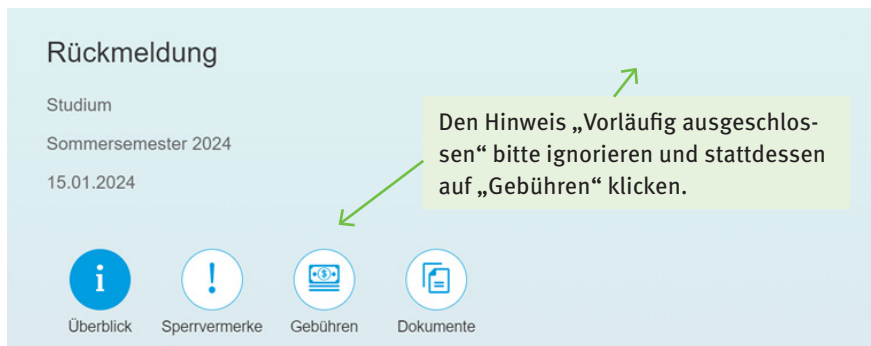 Rückmeldung
Studium
Sommersemester 2024
15.01.2024
Den Hinweis „Vorläufig ausgeschlos-
sen“ bitte ignorieren und stattdessen
auf „Gebühren“ klicken.
Überblick Sperrvermerke Gebühren Dokumente